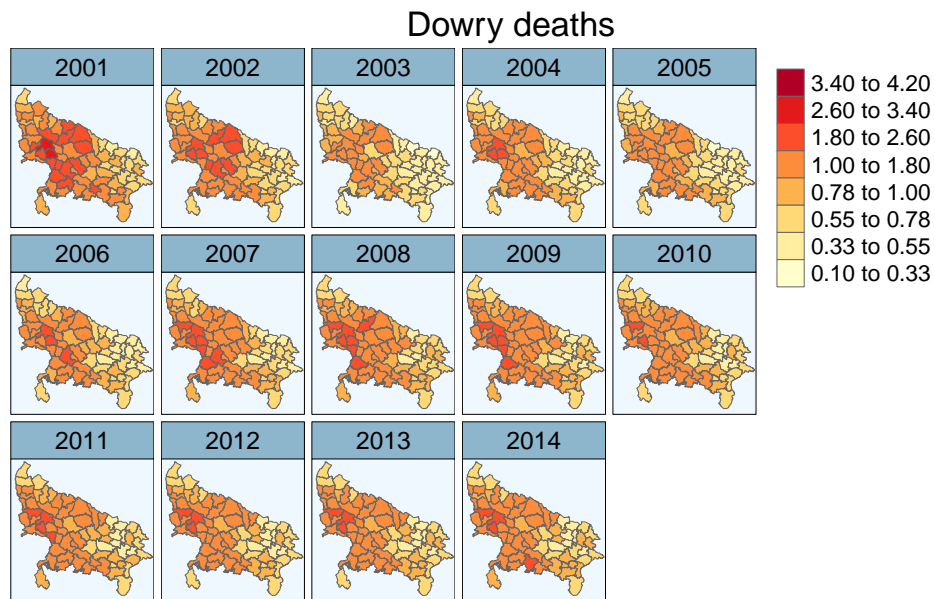 Dowry deaths
2001 2002 2003 2004 2005
3.40 to 4.20
2.60 to 3.40
1.80 to 2.60
1.00 to 1.80
0.78 to 1.00
0.55 to 0.78
0.33 to 0.55
0.10 to 0.33
2006 2007 2008 2009 2010
2011 2012 2013 2014